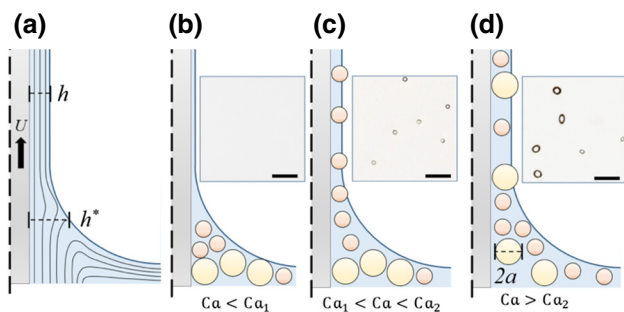 (a)
(b)
(c)
(d)
h
U
h*
2a
Ca < Ca₁
Ca₁ < Ca < Ca₂
Ca > Ca₂